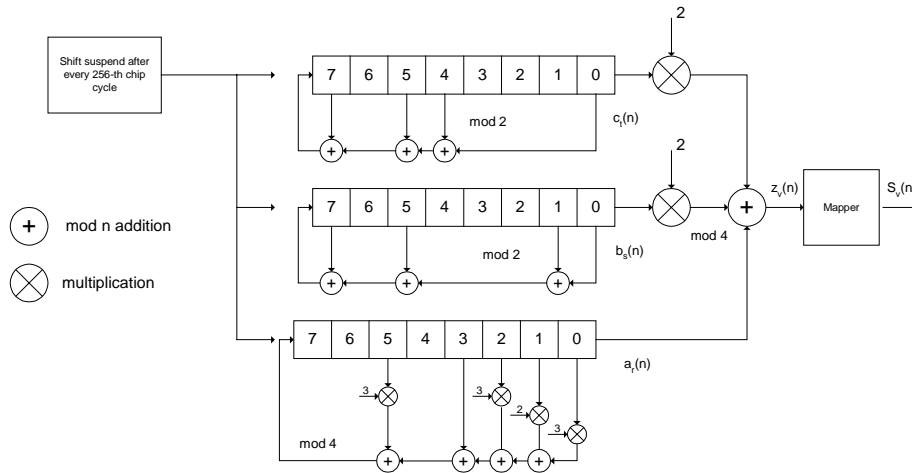 2
Shift suspend after
every 256-th chip
cycle
7 6 5 4 3 2 1 0
mod 2
c_t(n)
+ + +
2
7 6 5 4 3 2 1 0
z_v(n)
Mapper
S_v(n)
+
mod n addition
mod 2
b_s(n)
mod 4
+
+ + +
multiplication
7 6 5 4 3 2 1 0
a_r(n)
3 3
2
3
mod 4
+ + + +